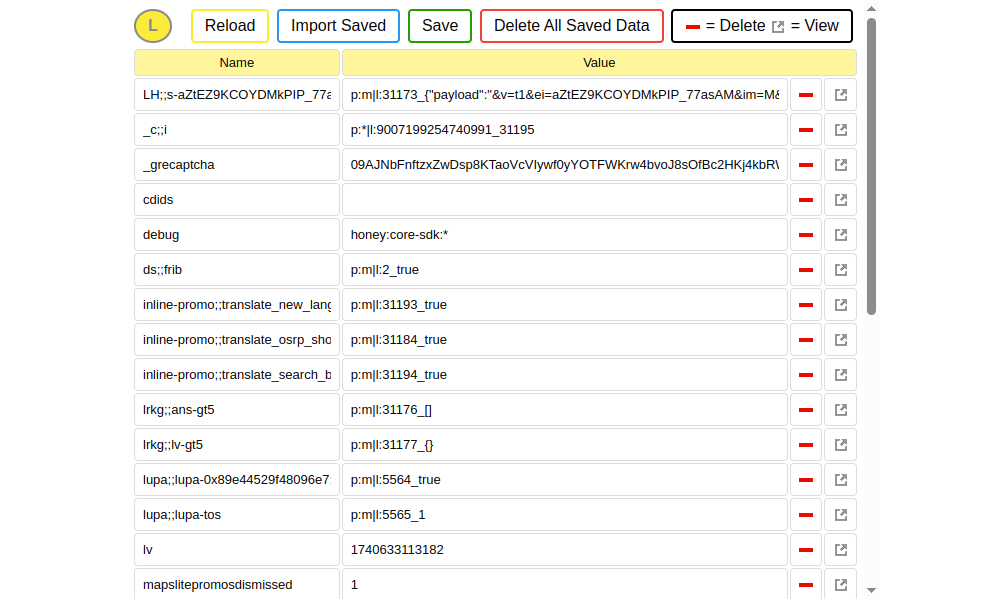 L Reload Import Saved Save Delete All Saved Data = Delete = View
Name Value
LH;;s-aZtEZ9KCOYDMkPIP_77a p:m|l:31173_{"payload":"&v=t1&ei=aZtEZ9KCOYDMkPIP_77asAM&im=M&
_c;;i p:*|l:9007199254740991_31195
_grecaptcha 09AJNbFnftzxZwDsp8KTaoVcVIywf0yYOTFWKrw4bvoJ8sOfBc2HKj4kbRW
cdids
debug honey:core-sdk:*
ds;;frib p:m|l:2_true
inline-promo;;translate_new_lang p:m|l:31193_true
inline-promo;;translate_osrp_sho p:m|l:31184_true
inline-promo;;translate_search_b p:m|l:31194_true
lrkg;;ans-gt5 p:m|l:31176_[]
lrkg;;lv-gt5 p:m|l:31177_{}
lupa;;lupa-0x89e44529f48096e7: p:m|l:5564_true
lupa;;lupa-tos p:m|l:5565_1
lv 1740633113182
mapslitepromosdismissed 1